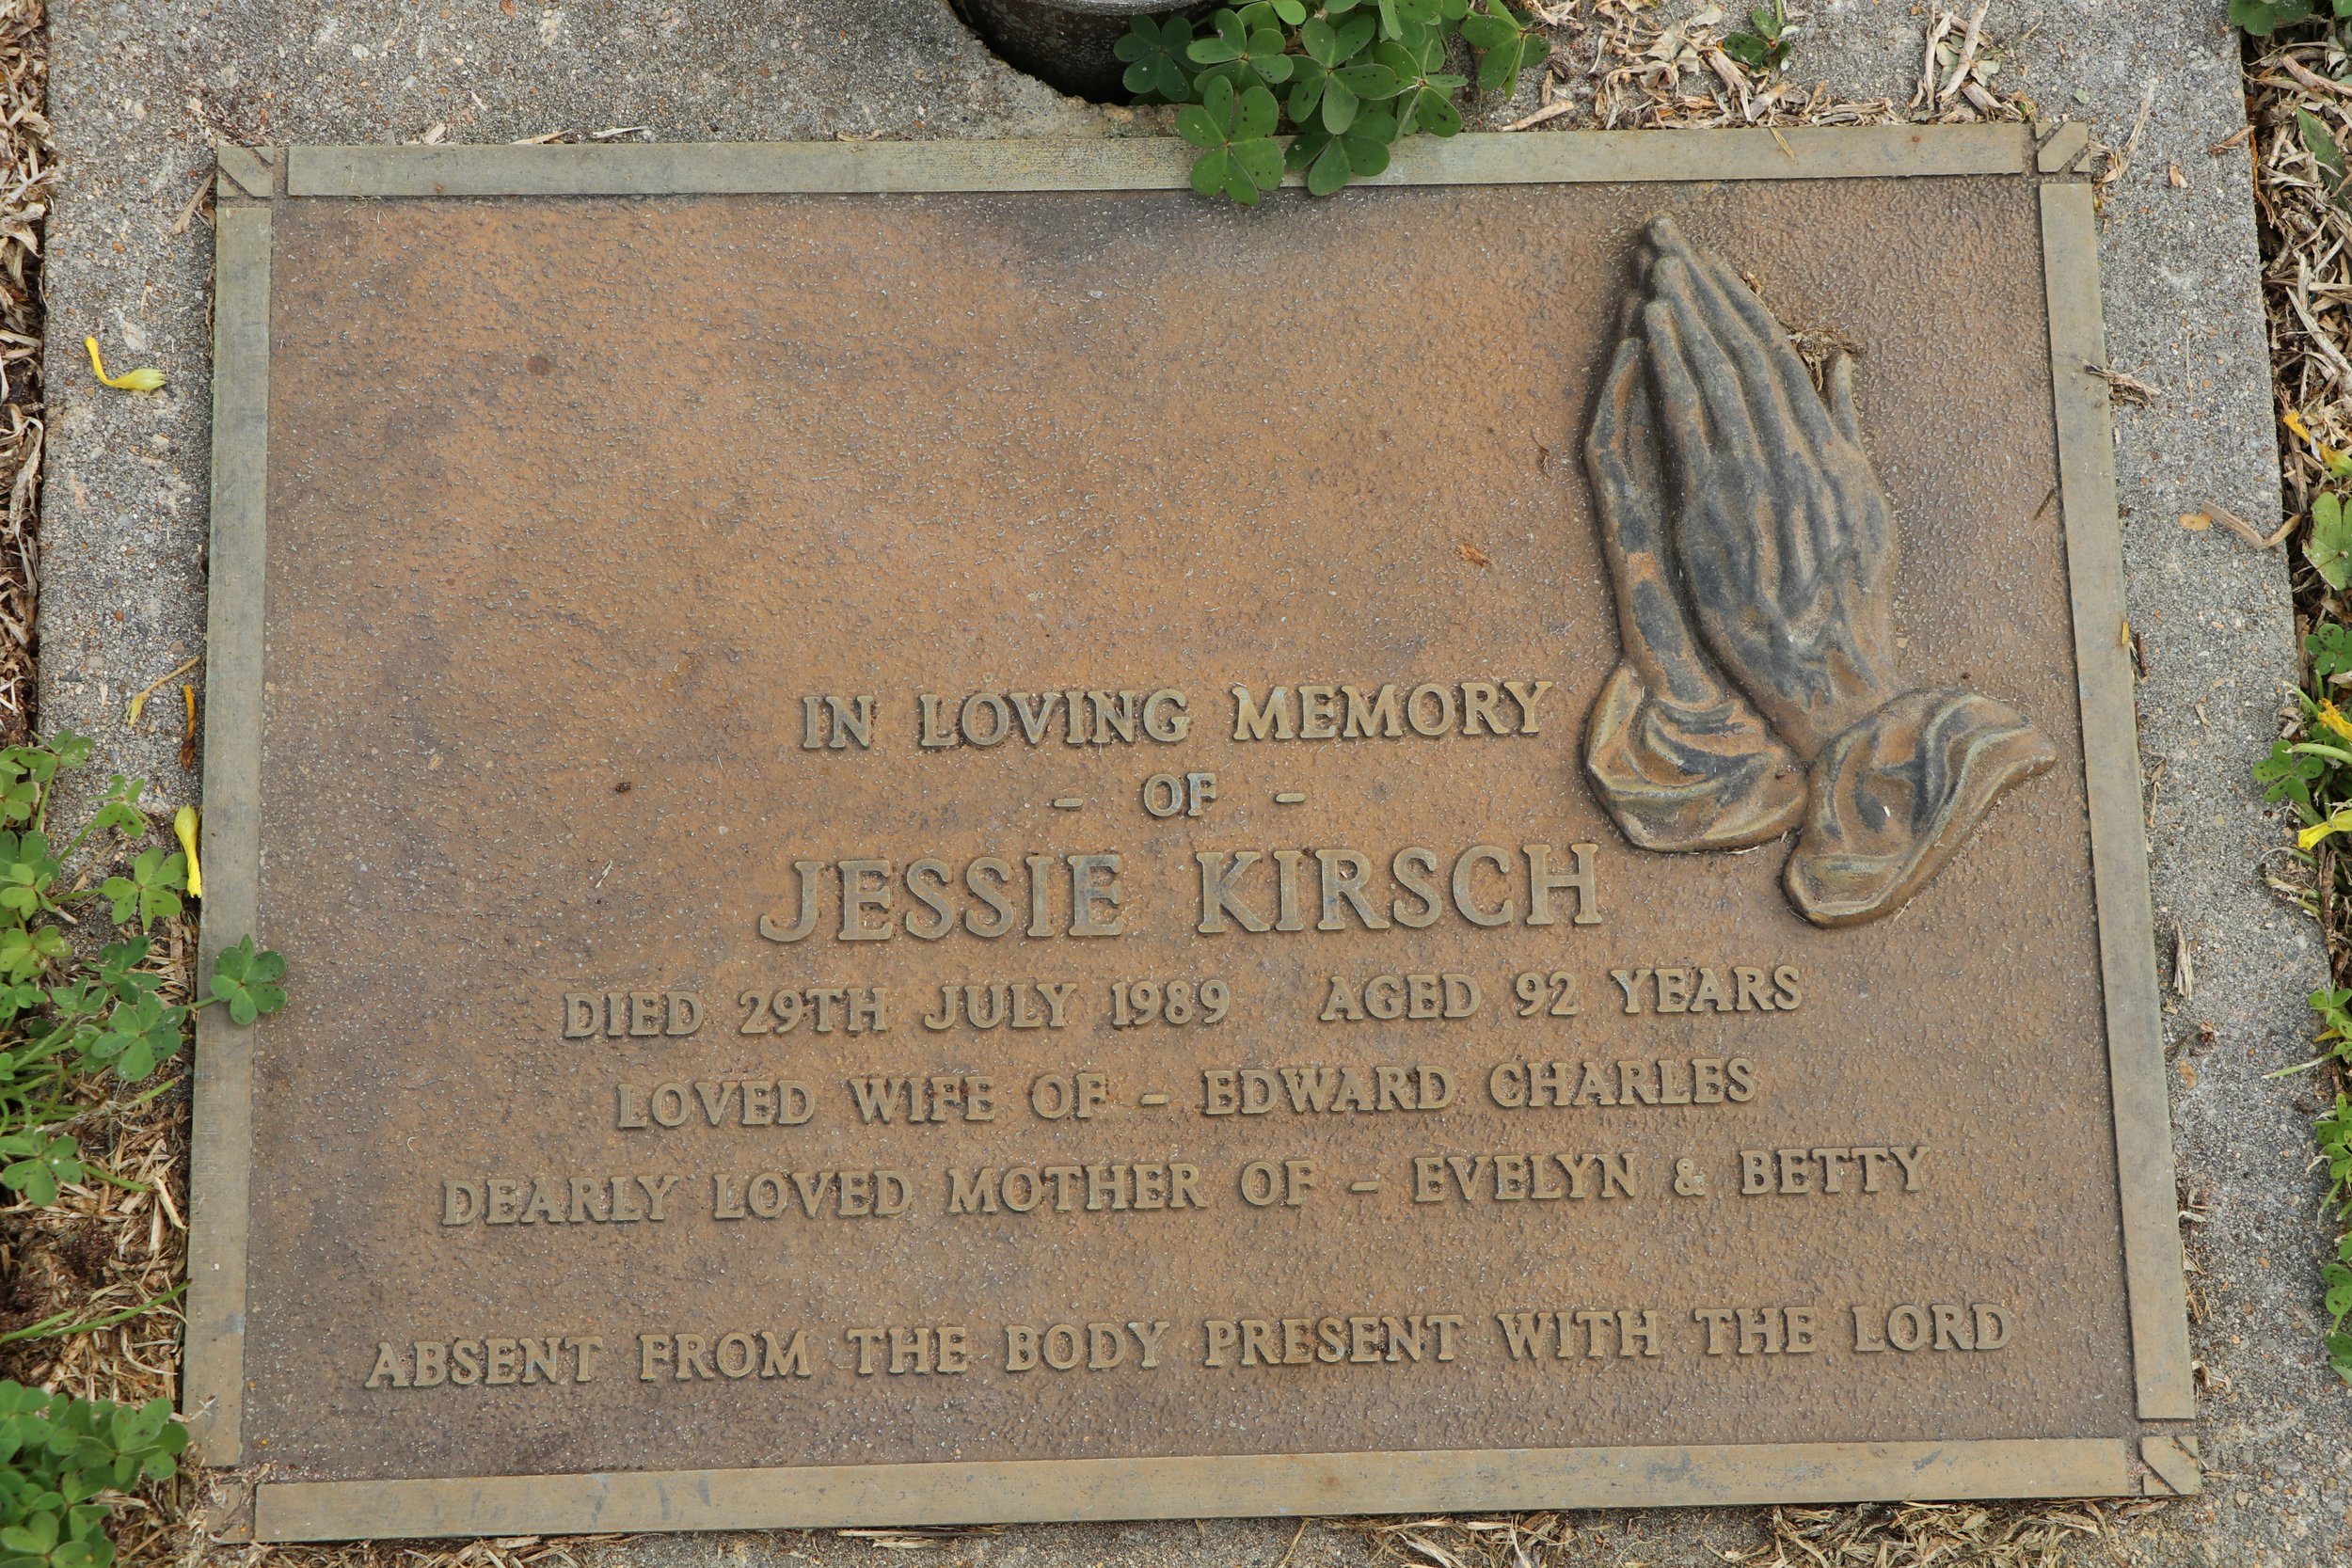 IN LOVING MEMORY
- OF -
JESSIE KIRSCH
DIED 29TH JULY 1989 AGED 92 YEARS
LOVED WIFE OF - EDWARD CHARLES
DEARLY LOVED MOTHER OF - EVELYN & BETTY
ABSENT FROM THE BODY PRESENT WITH THE LORD